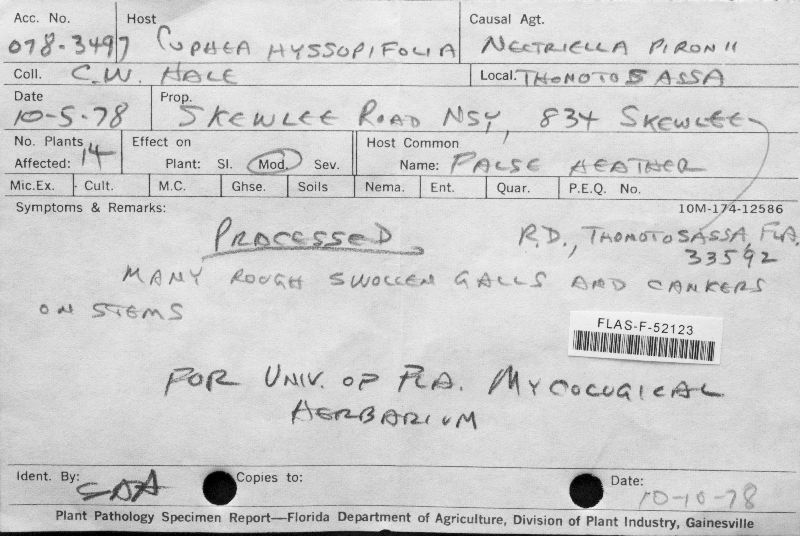 Acc. No. Host Causal Agt.
078-3497 CUPHEA HYSSOPIFOLIA NECTRIELLA PIRONII
Coll. C.W. HALE Local. THONOTOSASSA
Date Prop.
10-5-78 SKEWLEE ROAD NSY, 834 SKEWLEE
No. Plants Effect on Host Common
Affected: 14 Plant: Sl. Mod. Sev. Name: FALSE HEATHER
Mic.Ex. Cult. M.C. Ghse. Soils Nema. Ent. Quar. P.E.Q. No.
Symptoms & Remarks: 10M-174-12586
PROCESSED RD., THONOTOSASSA, FLA.
33592
MANY ROUGH SWOLLEN GALLS AND CANKERS
ON STEMS
FLAS-F-52123
FOR UNIV. OF FLA. MYCOLOGICAL
HERBARIUM
Ident. By: Copies to: Date:
10-10-78
Plant Pathology Specimen Report—Florida Department of Agriculture, Division of Plant Industry, Gainesville